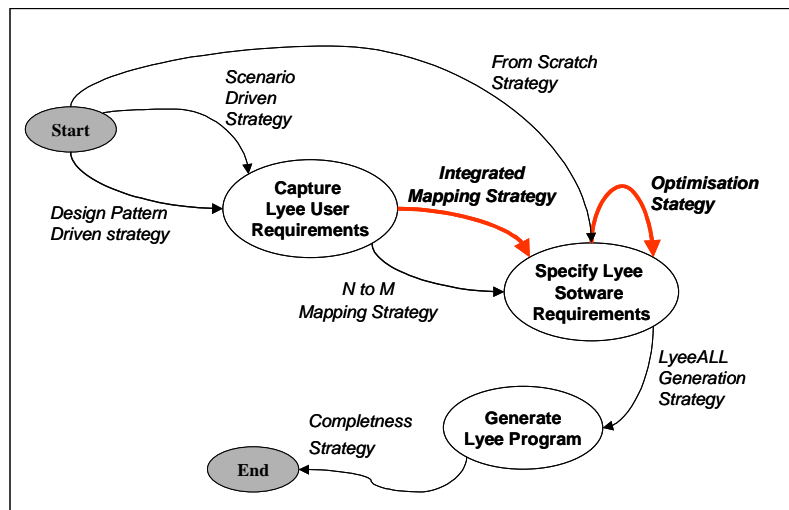 From Scratch
Strategy
Scenario
Driven
Strategy
Start
Integrated
Mapping Strategy
Optimisation
Stategy
Capture
Lyee User
Requirements
Design Pattern
Driven strategy
Specify Lyee
Sotware
Requirements
N to M
Mapping Strategy
LyeeALL
Generation
Strategy
Completness
Strategy
Generate
Lyee Program
End